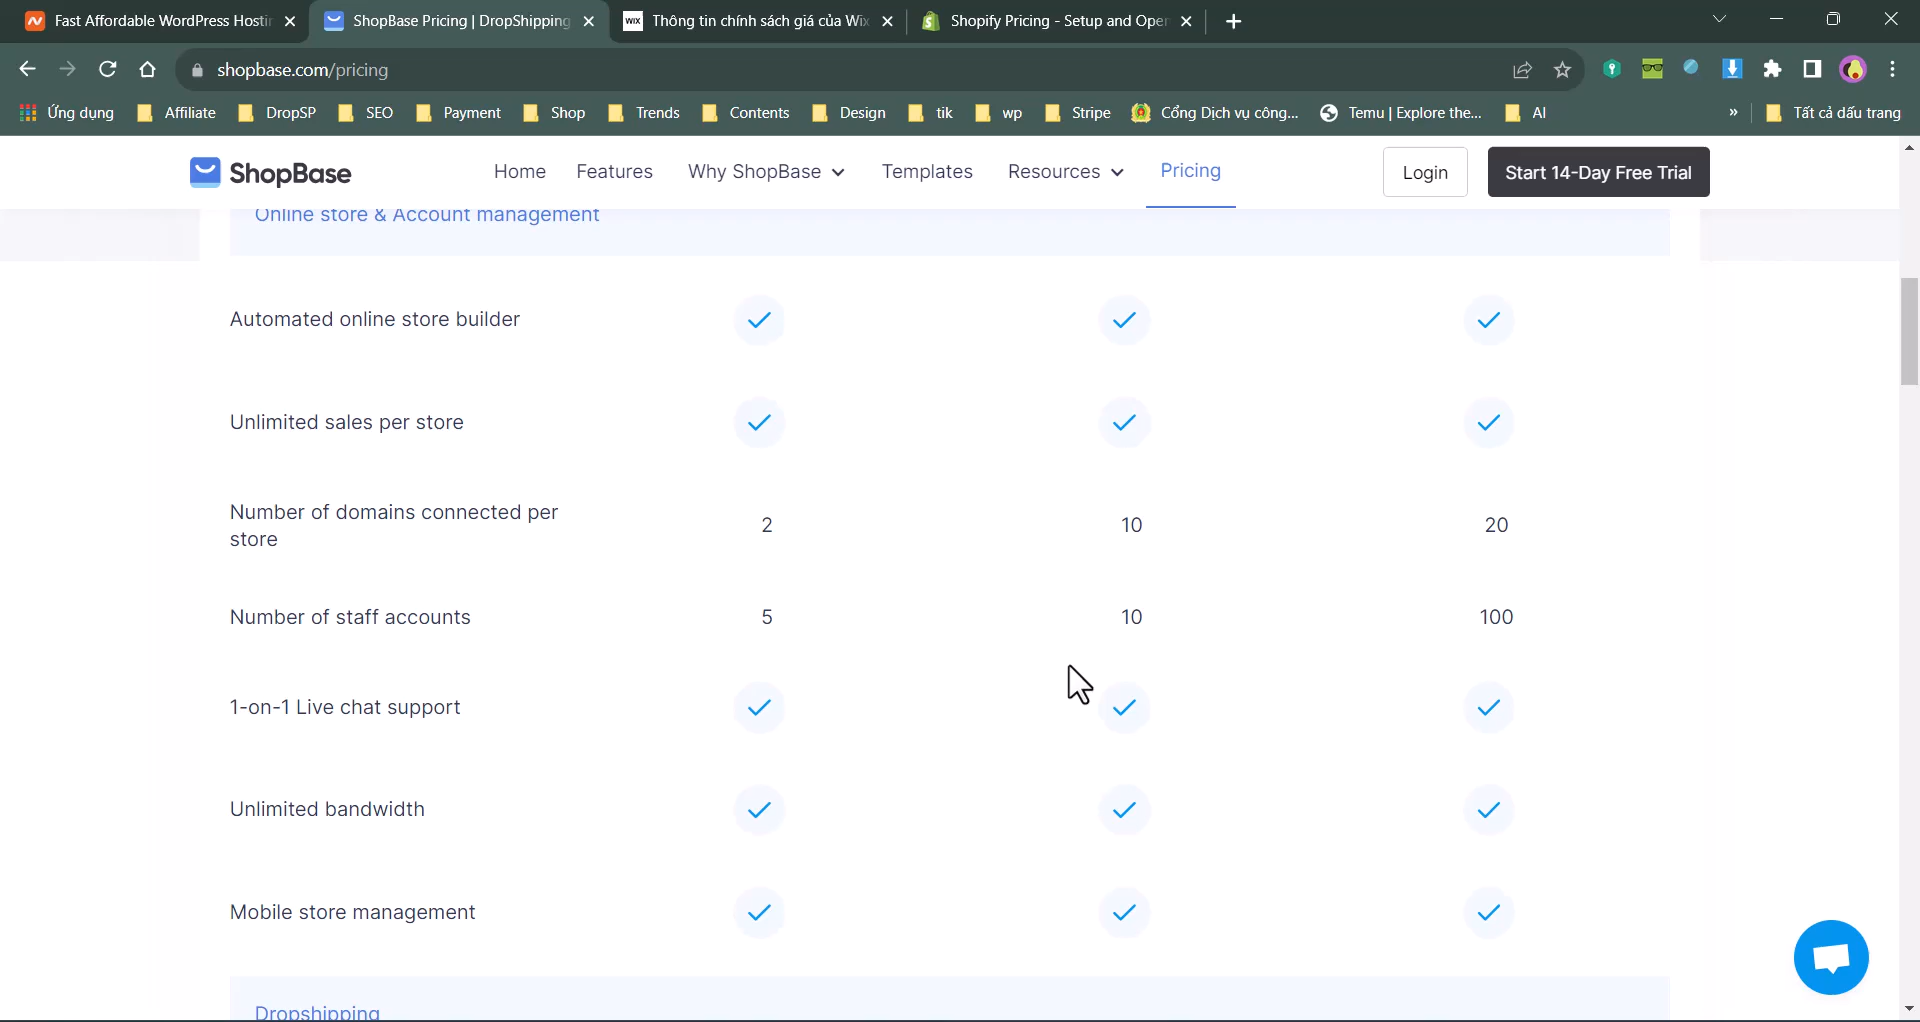 Fast Affordable WordPress Hostin
ShopBase Pricing | DropShipping
WIX Thông tin chính sách giá của Wix
Shopify Pricing - Setup and Open
shopbase.com/pricing
Ứng dụng Affiliate DropSP SEO Payment Shop Trends Contents Design tik wp Stripe Cổng Dịch vụ công... Temu | Explore the... AI » Tất cả dấu trang
ShopBase Home Features Why ShopBase Templates Resources Pricing Login Start 14-Day Free Trial
Online store & Account management
Automated online store builder
Unlimited sales per store
Number of domains connected per
store
2 10 20
Number of staff accounts 5 10 100
1-on-1 Live chat support
Unlimited bandwidth
Mobile store management
Dropshipping